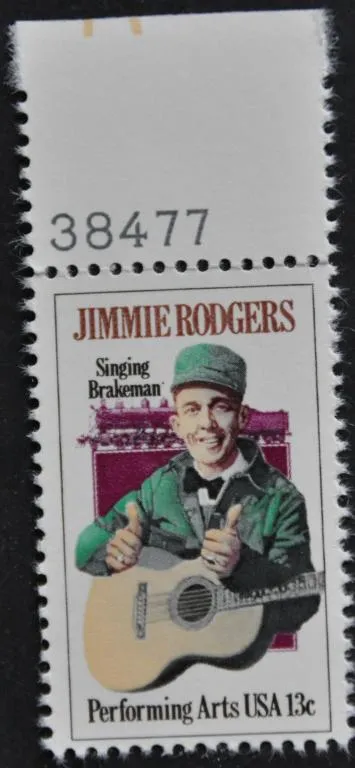 38477
JIMMIE RODGERS
Singing
Brakeman
Performing Arts USA 13c